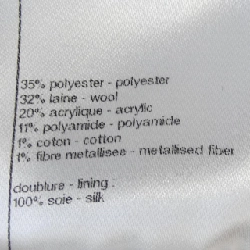 35% polyester - polyester
32% laine - wool
20% acrylique - acrylic
11% polyamide - polyamide
1% coton - cotton
1% fibre metallisee - metallised fiber
doublure - lining :
100% soie - silk